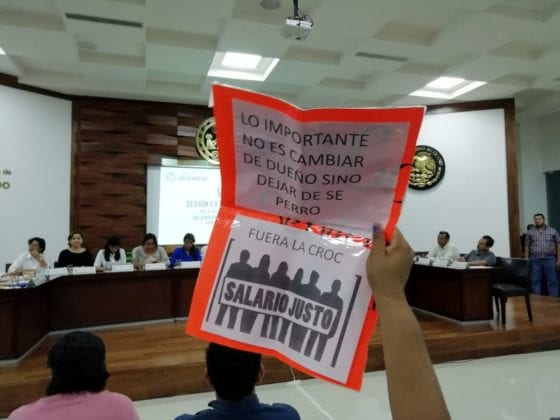 LO IMPORTANTE
NO ES CAMBIAR
DE DUEÑO SINO
DEJAR DE SE
PERRO
FUERA LA CROC
SALARIO JUSTO